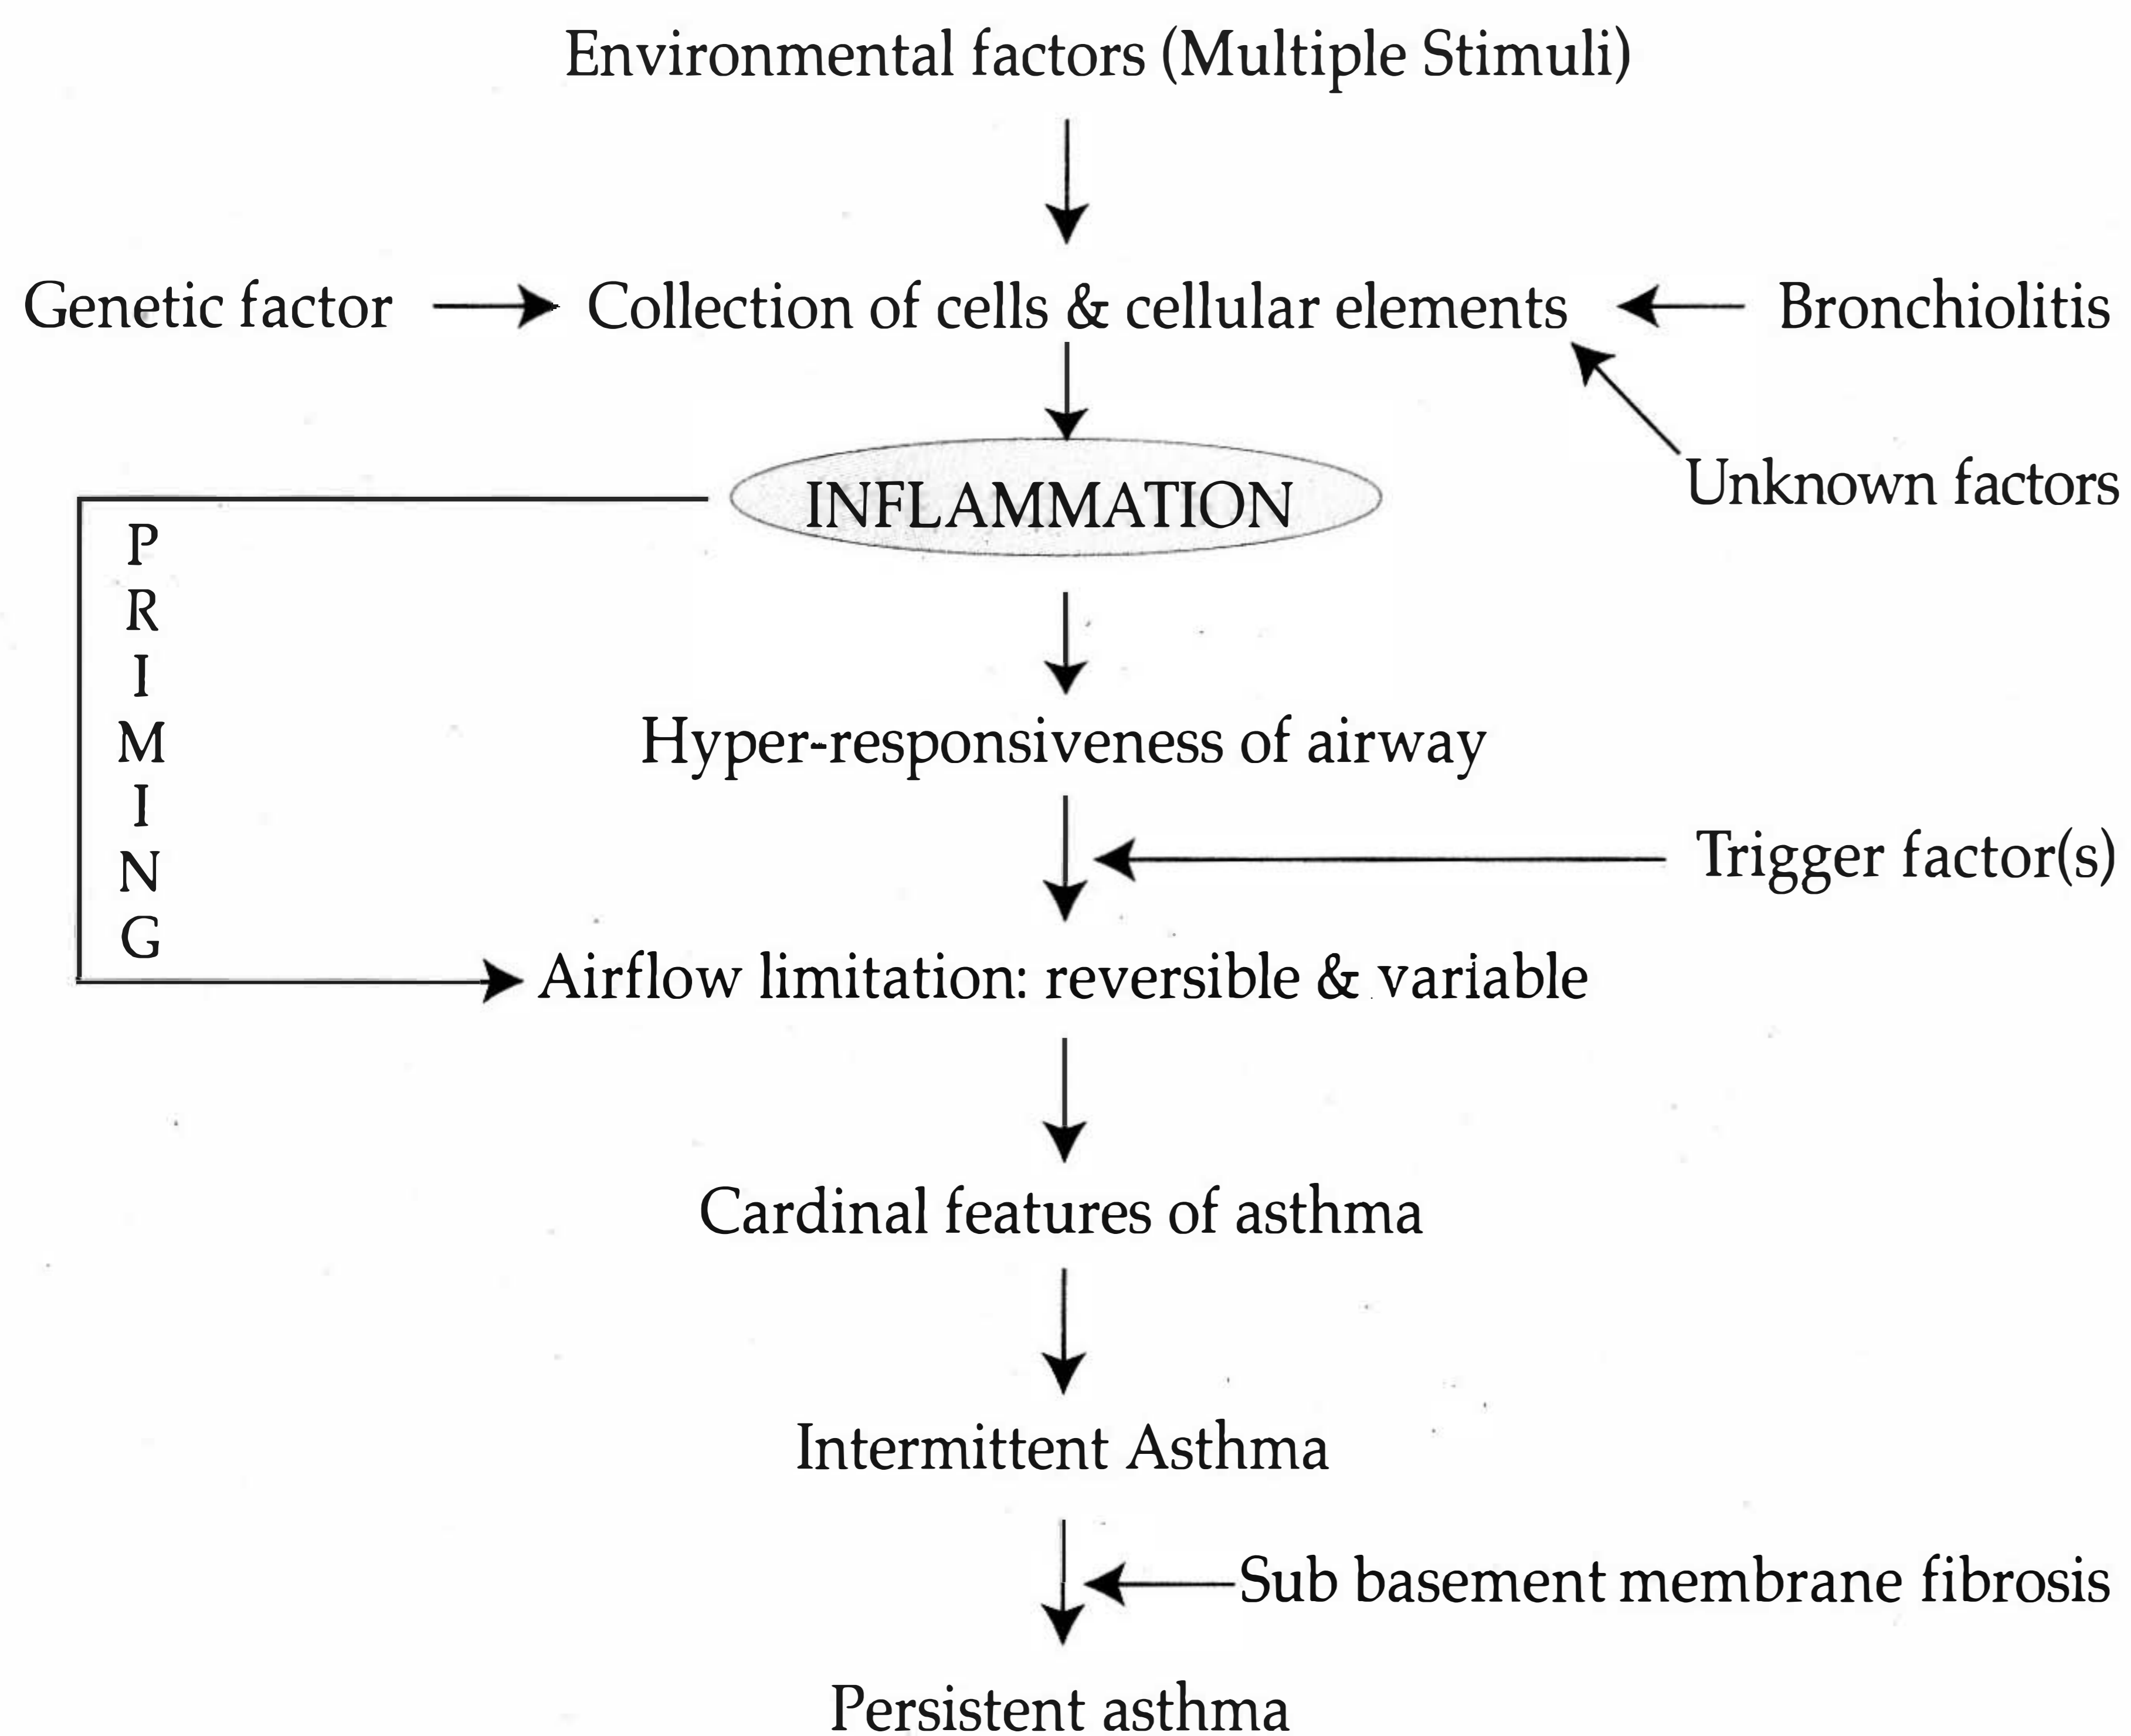 Environmental factors (Multiple Stimuli)
Genetic factor
Collection of cells & cellular elements
Bronchiolitis
Unknown factors
INFLAMMATION
PRIMING
Hyper-responsiveness of airway
Trigger factor(s)
Airflow limitation: reversible & variable
Cardinal features of asthma
Intermittent Asthma
Sub basement membrane fibrosis
Persistent asthma